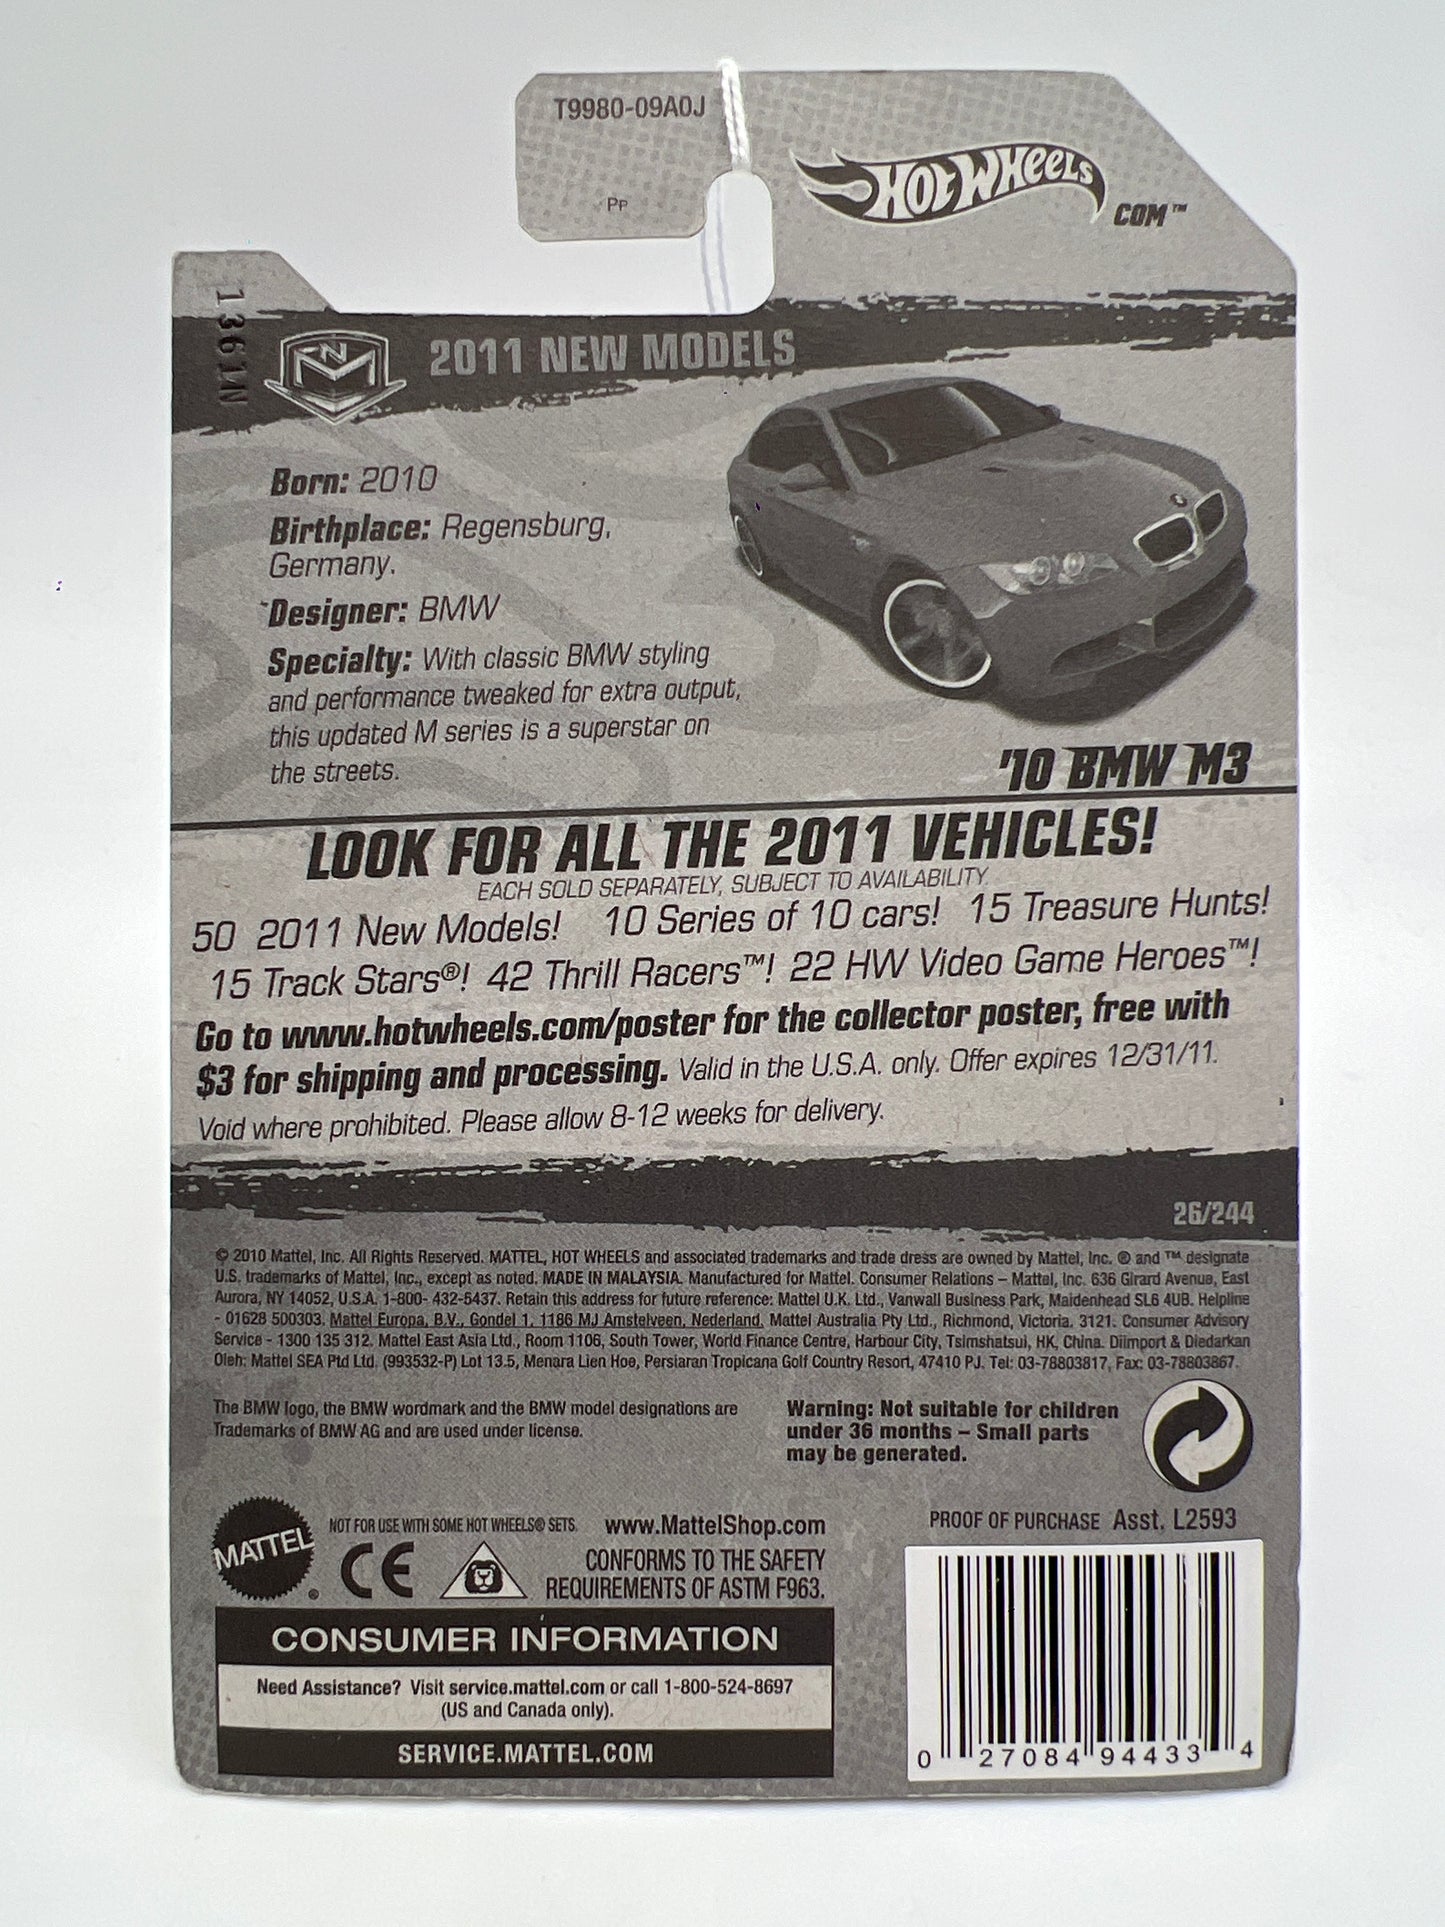 T9980-09A0J
PP
HOT WHEELS
COM™
1361N
NM
2011 NEW MODELS
Born: 2010
Birthplace: Regensburg,
Germany.
Designer: BMW
Specialty: With classic BMW styling
and performance tweaked for extra output,
this updated M series is a superstar on
the streets.
'10 BMW M3
LOOK FOR ALL THE 2011 VEHICLES!
EACH SOLD SEPARATELY, SUBJECT TO AVAILABILITY.
50 2011 New Models! 10 Series of 10 cars! 15 Treasure Hunts!
15 Track Stars®! 42 Thrill Racers™! 22 HW Video Game Heroes™!
Go to www.hotwheels.com/poster for the collector poster, free with
$3 for shipping and processing. Valid in the U.S.A. only. Offer expires 12/31/11.
Void where prohibited. Please allow 8-12 weeks for delivery.
26/244
© 2010 Mattel, Inc. All Rights Reserved. MATTEL, HOT WHEELS and associated trademarks and trade dress are owned by Mattel, Inc. ® and ™ designate
U.S. trademarks of Mattel, Inc., except as noted. MADE IN MALAYSIA. Manufactured for Mattel. Consumer Relations – Mattel, Inc. 636 Girard Avenue, East
Aurora, NY 14052, U.S.A. 1-800- 432-5437. Retain this address for future reference: Mattel U.K. Ltd., Vanwall Business Park, Maidenhead SL6 4UB. Helpline
- 01628 500303. Mattel Europa, B.V., Gondel 1, 1186 MJ Amstelveen, Nederland. Mattel Australia Pty Ltd., Richmond, Victoria. 3121. Consumer Advisory
Service - 1300 135 312. Mattel East Asia Ltd., Room 1106, South Tower, World Finance Centre, Harbour City, Tsimshatsui, HK, China. Diimport & Diedarkan
Oleh: Mattel SEA Ptd Ltd. (993532-P) Lot 13.5, Menara Lien Hoe, Persiaran Tropicana Golf Country Resort, 47410 PJ. Tel: 03-78803817, Fax: 03-78803867.
The BMW logo, the BMW wordmark and the BMW model designations are
Trademarks of BMW AG and are used under license.
Warning: Not suitable for children
under 36 months – Small parts
may be generated.
MATTEL ®
NOT FOR USE WITH SOME HOT WHEELS® SETS.
www.MattelShop.com
CE
CONFORMS TO THE SAFETY
REQUIREMENTS OF ASTM F963.
PROOF OF PURCHASE Asst. L2593
CONSUMER INFORMATION
Need Assistance? Visit service.mattel.com or call 1-800-524-8697
(US and Canada only).
SERVICE.MATTEL.COM
0 27084 94433 4